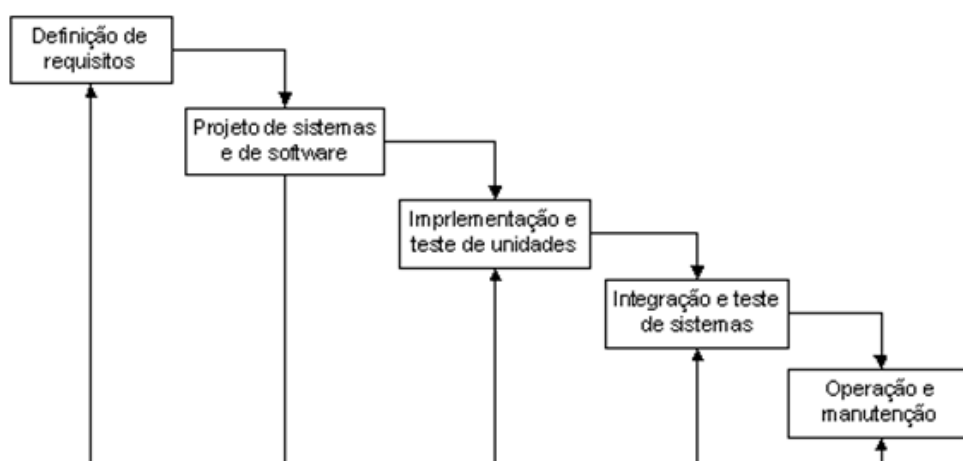 Definição de
requisitos
Projeto de sistemas
e de software
Imprlementação e
teste de unidades
Integração e teste
de sistemas
Operação e
manutenção